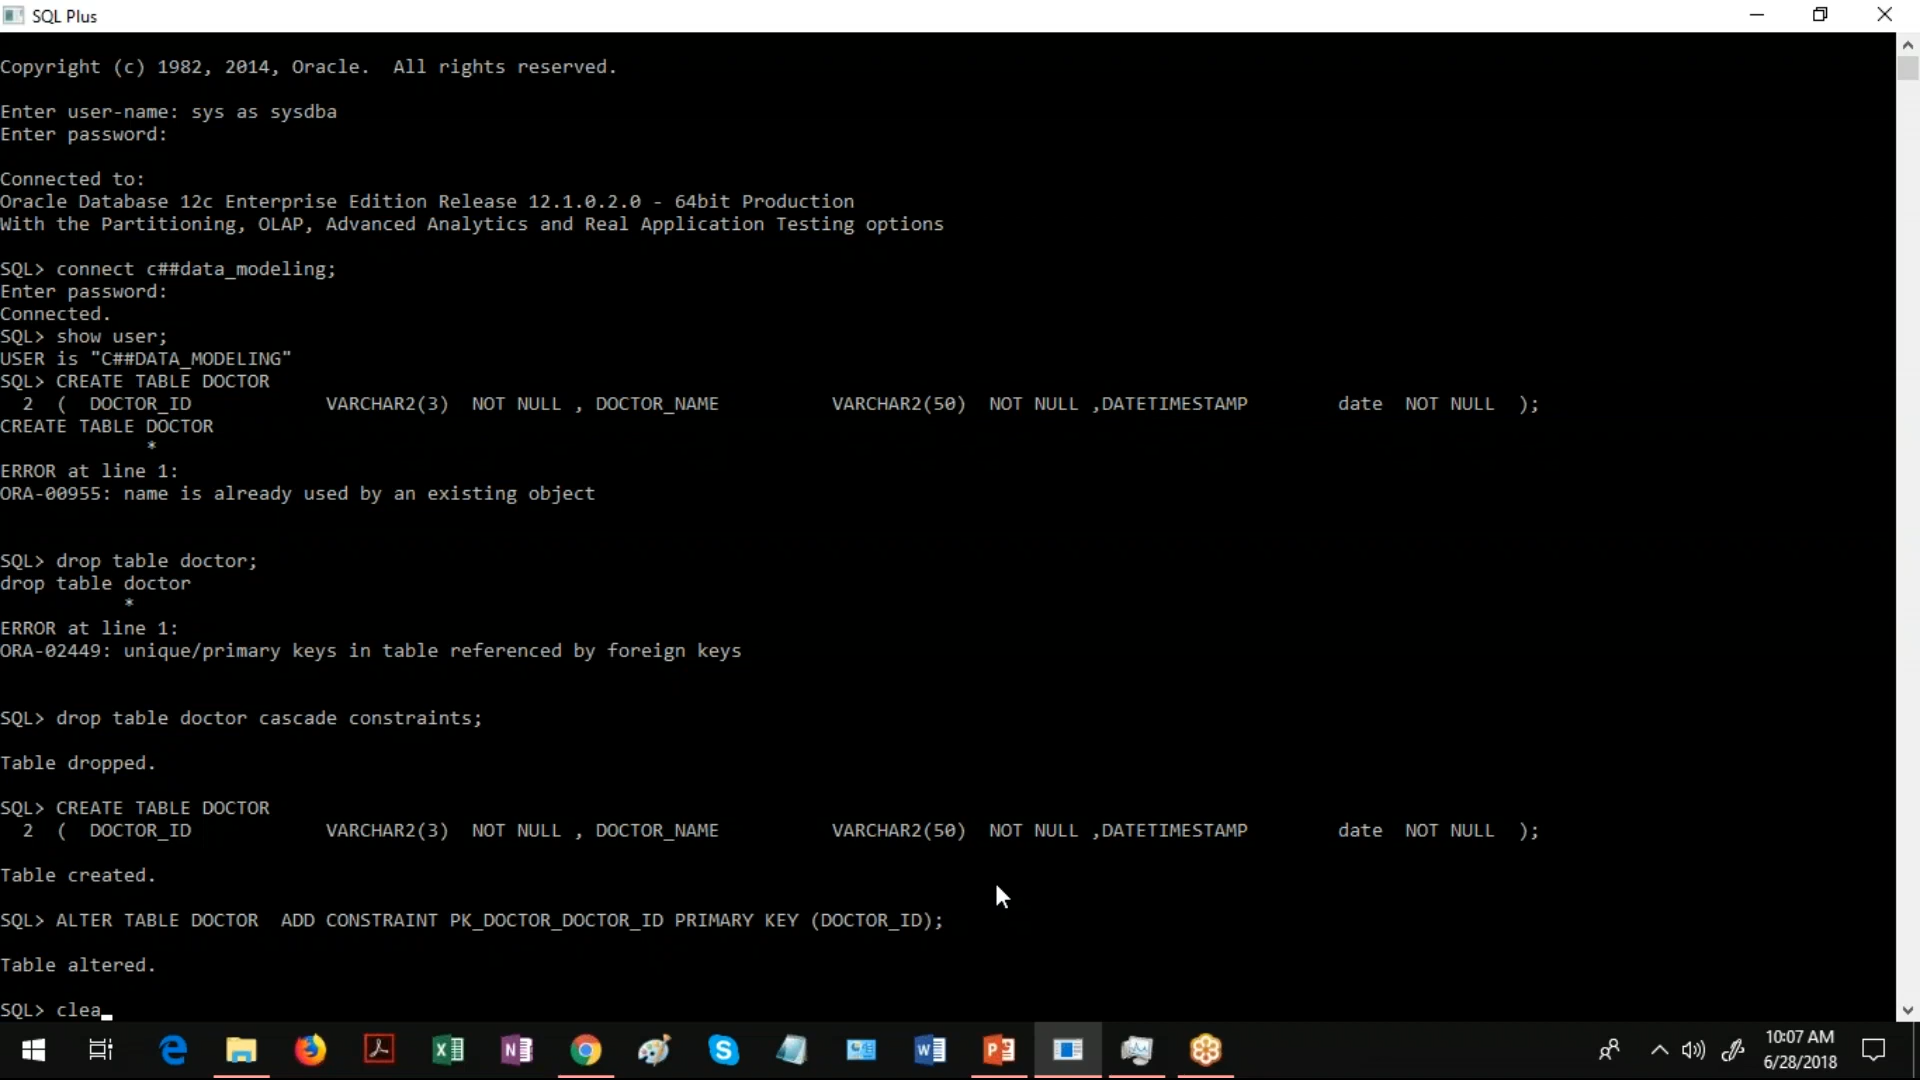 SQL Plus
Copyright (c) 1982, 2014, Oracle.  All rights reserved.
Enter user-name: sys as sysdba
Enter password:
Connected to:
Oracle Database 12c Enterprise Edition Release 12.1.0.2.0 - 64bit Production
With the Partitioning, OLAP, Advanced Analytics and Real Application Testing options
SQL> connect c##data_modeling;
Enter password:
Connected.
SQL> show user;
USER is "C##DATA_MODELING"
SQL> CREATE TABLE DOCTOR
  2  (  DOCTOR_ID            VARCHAR2(3)  NOT NULL , DOCTOR_NAME          VARCHAR2(50)  NOT NULL ,DATETIMESTAMP        date  NOT NULL  );
CREATE TABLE DOCTOR
             *
ERROR at line 1:
ORA-00955: name is already used by an existing object
SQL> drop table doctor;
drop table doctor
           *
ERROR at line 1:
ORA-02449: unique/primary keys in table referenced by foreign keys
SQL> drop table doctor cascade constraints;
Table dropped.
SQL> CREATE TABLE DOCTOR
  2  (  DOCTOR_ID            VARCHAR2(3)  NOT NULL , DOCTOR_NAME          VARCHAR2(50)  NOT NULL ,DATETIMESTAMP        date  NOT NULL  );
Table created.
SQL> ALTER TABLE DOCTOR  ADD CONSTRAINT PK_DOCTOR_DOCTOR_ID PRIMARY KEY (DOCTOR_ID);
Table altered.
SQL> clea_
10:07 AM
6/28/2018